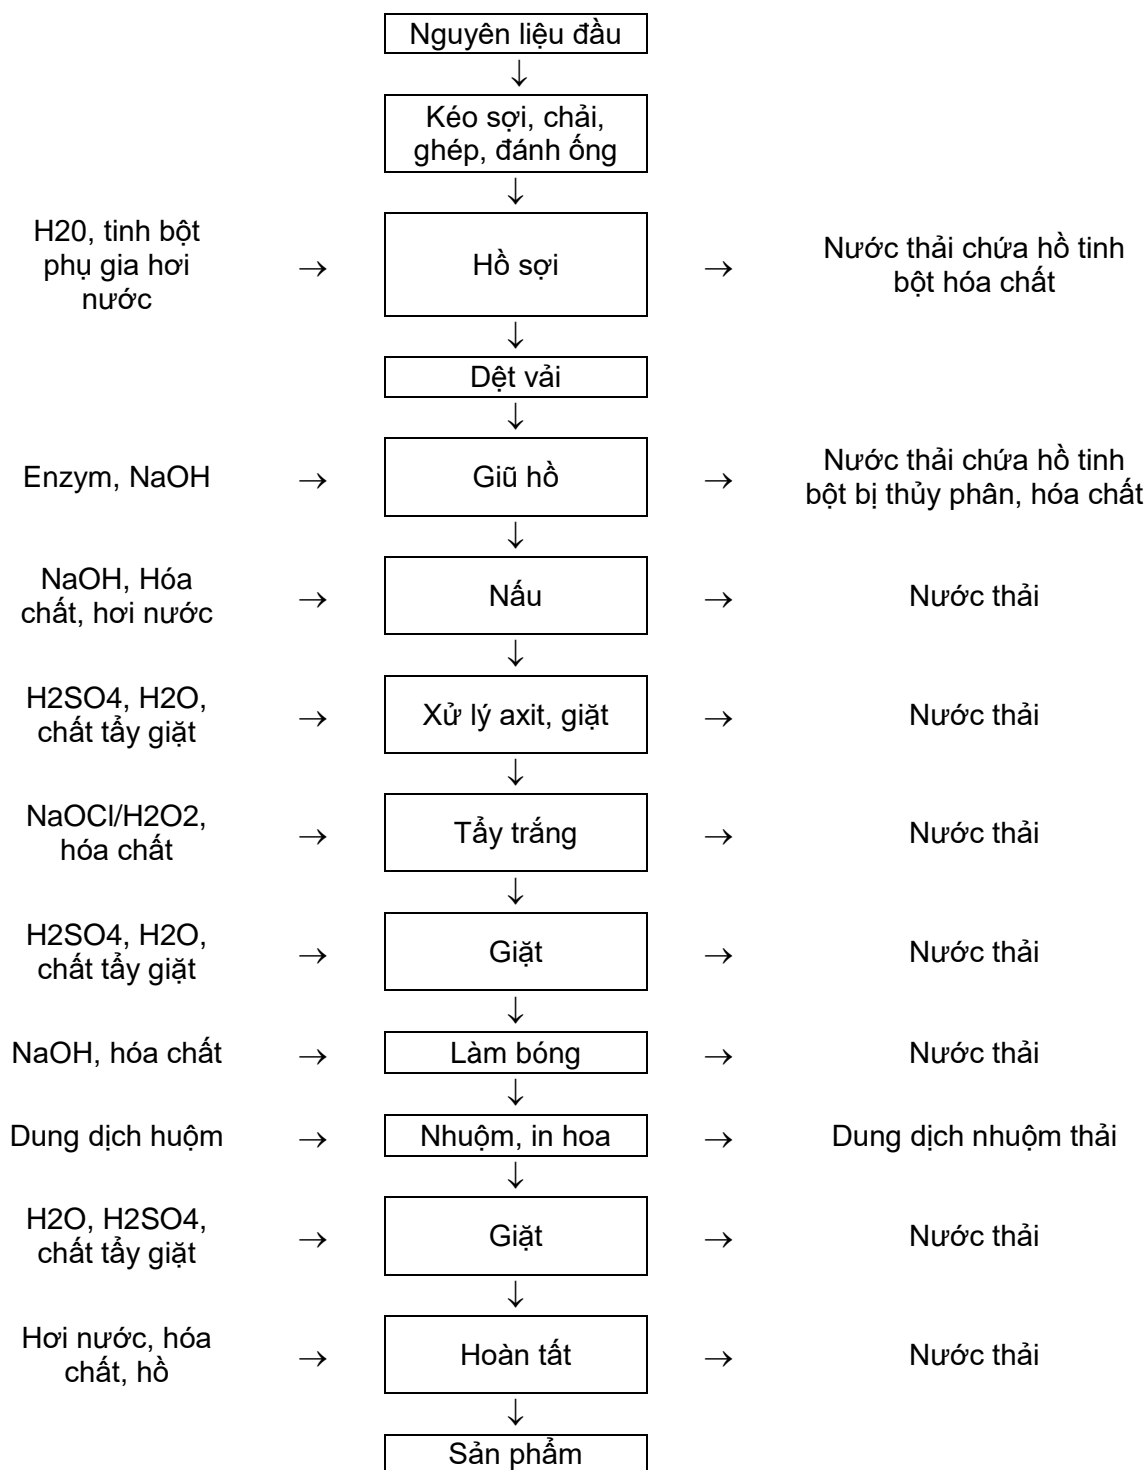 Nguyên liệu đầu
↓
Kéo sợi, chải,
ghép, đánh ống
↓
H20, tinh bột
phụ gia hơi
nước
→
Hồ sợi
→
Nước thải chứa hồ tinh
bột hóa chất
↓
Dệt vải
↓
Enzym, NaOH
→
Giũ hồ
→
Nước thải chứa hồ tinh
bột bị thủy phân, hóa chất
↓
NaOH, Hóa
chất, hơi nước
→
Nấu
→
Nước thải
↓
H2SO4, H2O,
chất tẩy giặt
→
Xử lý axit, giặt
→
Nước thải
↓
NaOCl/H2O2,
hóa chất
→
Tẩy trắng
→
Nước thải
↓
H2SO4, H2O,
chất tẩy giặt
→
Giặt
→
Nước thải
↓
NaOH, hóa chất
→
Làm bóng
→
Nước thải
↓
Dung dịch huộm
→
Nhuộm, in hoa
→
Dung dịch nhuộm thải
↓
H2O, H2SO4,
chất tẩy giặt
→
Giặt
→
Nước thải
↓
Hơi nước, hóa
chất, hồ
→
Hoàn tất
→
Nước thải
↓
Sản phẩm